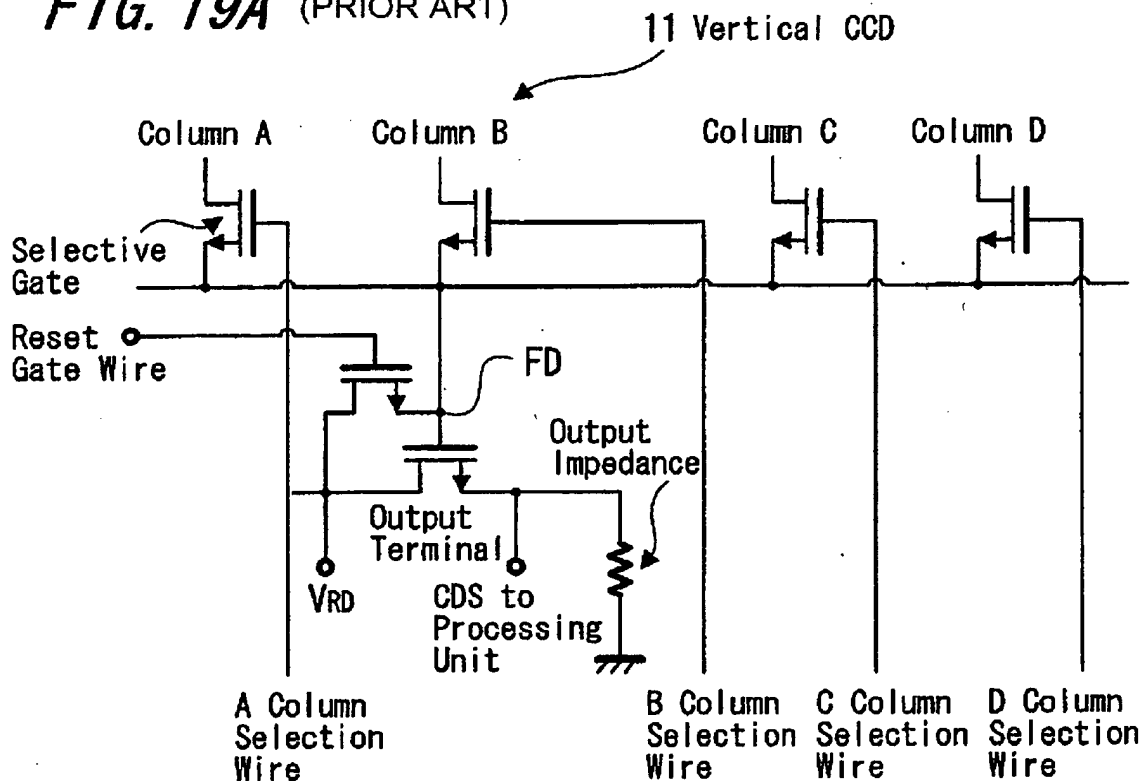 FIG. 19A (PRIOR ART)
11 Vertical CCD
Column A
Column B
Column C
Column D
Selective
Gate
Reset
Gate Wire
FD
Output
Impedance
Output
Terminal
VRD
CDS to
Processing
Unit
A Column
Selection
Wire
B Column
Selection
Wire
C Column
Selection
Wire
D Column
Selection
Wire